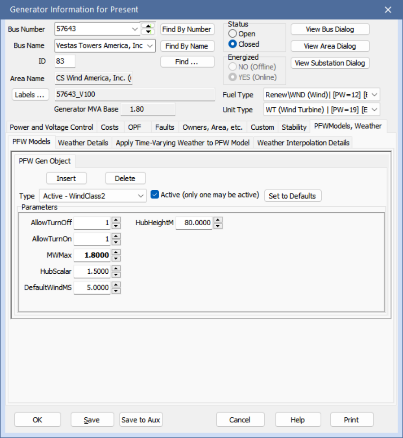 Generator Information for Present
Bus Number 57643 Find By Number Status Open Closed View Bus Dialog
Bus Name Vestas Towers America, Inc Find By Name View Area Dialog
ID 83 Find ... Energized NO (Offline) YES (Online) View Substation Dialog
Area Name CS Wind America, Inc. (
Labels ... 57643_V100 Fuel Type Renew\WND (Wind)| [PW=12] [E
Generator MVA Base 1.80 Unit Type WT (Wind Turbine) | [PW=19] [E
Power and Voltage Control Costs OPF Faults Owners, Area, etc. Custom Stability PFWModels, Weather
PFW Models Weather Details Apply Time-Varying Weather to PFW Model Weather Interpolation Details
PFW Gen Object
Insert Delete
Type Active - WindClass2 Active (only one may be active) Set to Defaults
Parameters
AllowTurnOff 1 HubHeightM 80.0000
AllowTurnOn 1
MWMax 1.8000
HubScalar 1.5000
DefaultWindMS 5.0000
OK Save Save to Aux Cancel Help Print